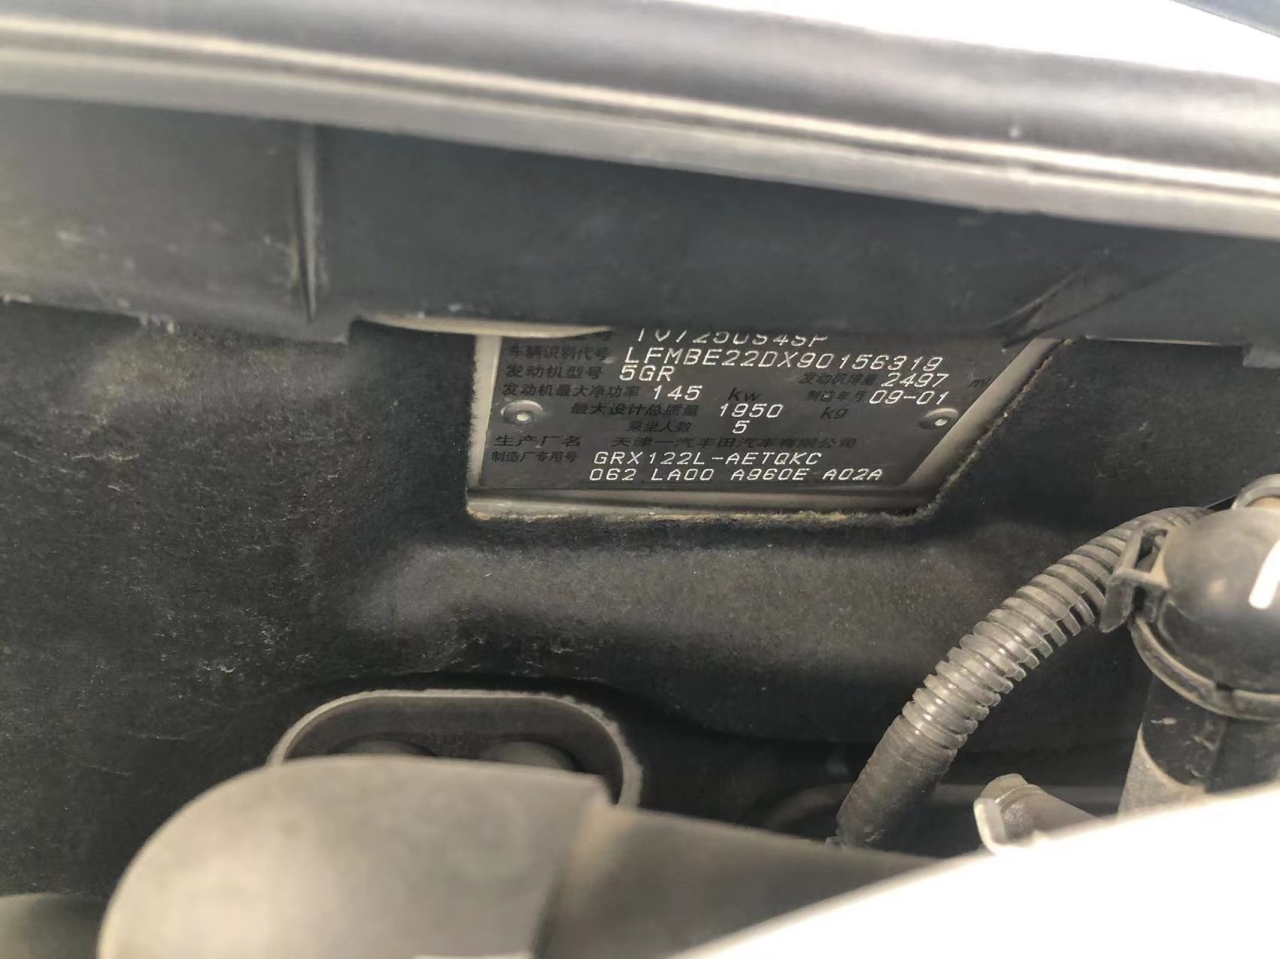 号 TV7250S4SP
车辆识别代号 LFMBE22DX90156319
发动机型号 5GR 发动机排量 2497 ml
发动机最大净功率 145 kw 制造年月 09-01
最大设计总质量 1950 kg
乘坐人数 5
生产厂名 天津一汽丰田汽车有限公司
制造厂专用号 GRX122L-AETQKC
062 LA00 A960E A02A